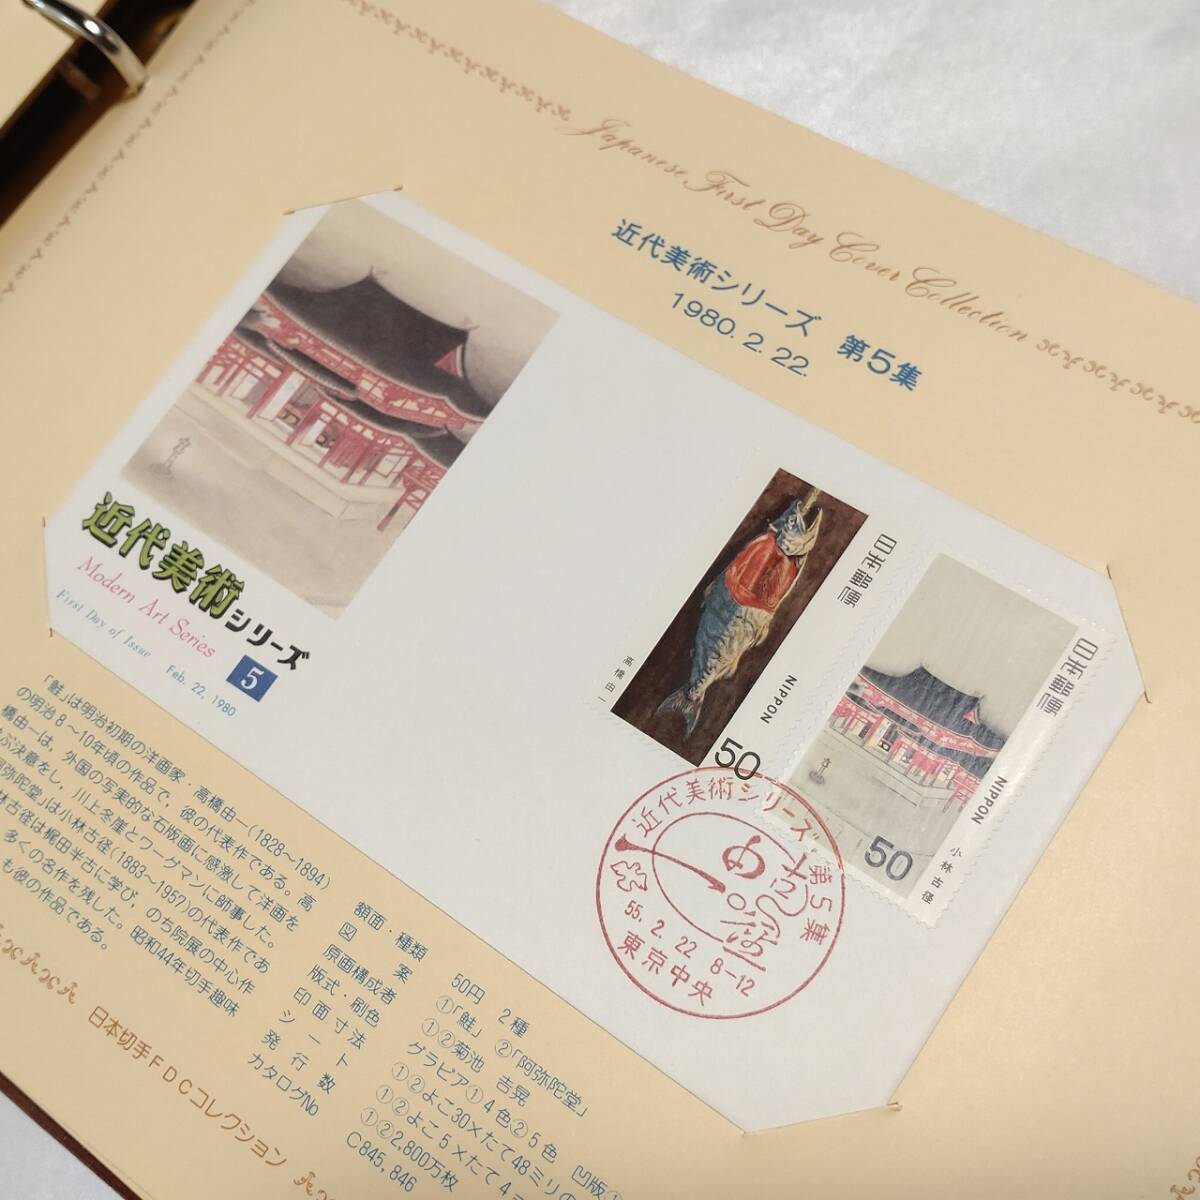 Japanese First Day Cover Collection
近代美術シリーズ 第5集
1980.2.22.
近代美術シリーズ
Modern Art Series
5
First Day of Issue Feb. 22, 1980
日本郵便
NIPPON
50
高橋由一
日本郵便
NIPPON
50
小林古径
近代美術シリーズ 第5集
55.2.22 8-12
東京中央
「鮭」は明治初期の洋画家・高橋由一(1828〜1894)
の明治8〜10年頃の作品で,彼の代表作である。高
橋由一は,外国の写実的な石版画に感激して洋画を
ぶ決意をし,川上冬崖とワーグマンに師事した。
阿弥陀堂」は小林古径(1883〜1957)の代表作であ
林古径は梶田半古に学び,のち院展の中心作
多くの名作を残した。昭和44年切手趣味
も彼の作品である。
額面・種類 50円 2種
図案 ①「鮭」 ②「阿弥陀堂」
原画構成者 ①②菊池 吉晃
版式・刷色 グラビア①4色②5色 凹版①
印面寸法 ①②よこ30×たて48ミリ
シート ①②よこ5×たて4=
発行数 ①②2,800万枚
カタログNo C845,846
日本切手FDCコレクション